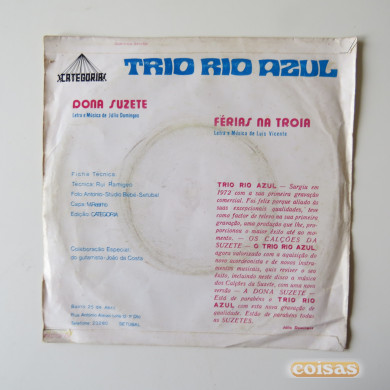 CATEGORIA
TRIO RIO AZUL
DONA SUZETE
Letra e Música de Júlio Domingos
FÉRIAS NA TROIA
Letra e Música de Luís Vicente
Ficha Técnica
Técnico: Rui Remígio
Foto António-Studio Bique-Setubal
Capa:
Edição CATEGORIA
Colaboração Especial
do guitarrista João da Costa
TRIO RIO AZUL — Surgiu em
1972 com a sua primeira gravação
comercial. Foi feliz porque aliado às
suas excepcionais qualidades, teve
como factor de relevo, na sua primeira
gravação, uma produção que lhe pro-
porcionou o maior êxito até ao mo-
mento. — OS CALÇÕES DA
SUZETE — O TRIO RIO AZUL,
agora valorizado com a aquisição de
novo acordeonista e de novos instru-
mentos musicais, quis reviver o seu
êxito, incluindo neste disco a música
dos Calções da Suzete, com uma nova
versão — A DONA SUZETE —
Está de parabéns o TRIO RIO
AZUL com esta nova gravação de
qualidade. Estão de parabéns todas
as SUZETES.
SETUBAL
coisas